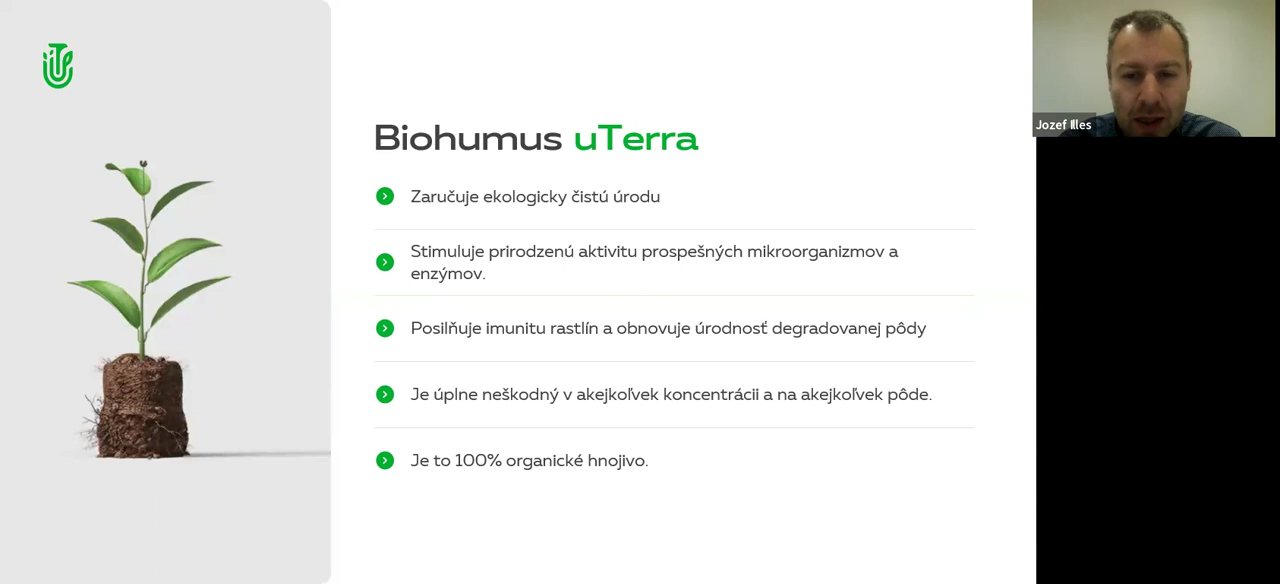 Biohumus uTerra
Zaručuje ekologicky čistú úrodu
Stimuluje prirodzenú aktivitu prospešných mikroorganizmov a
enzýmov.
Posilňuje imunitu rastlín a obnovuje úrodnosť degradovanej pôdy
Je úplne neškodný v akejkoľvek koncentrácii a na akejkoľvek pôde.
Je to 100% organické hnojivo.
Jozef Illes